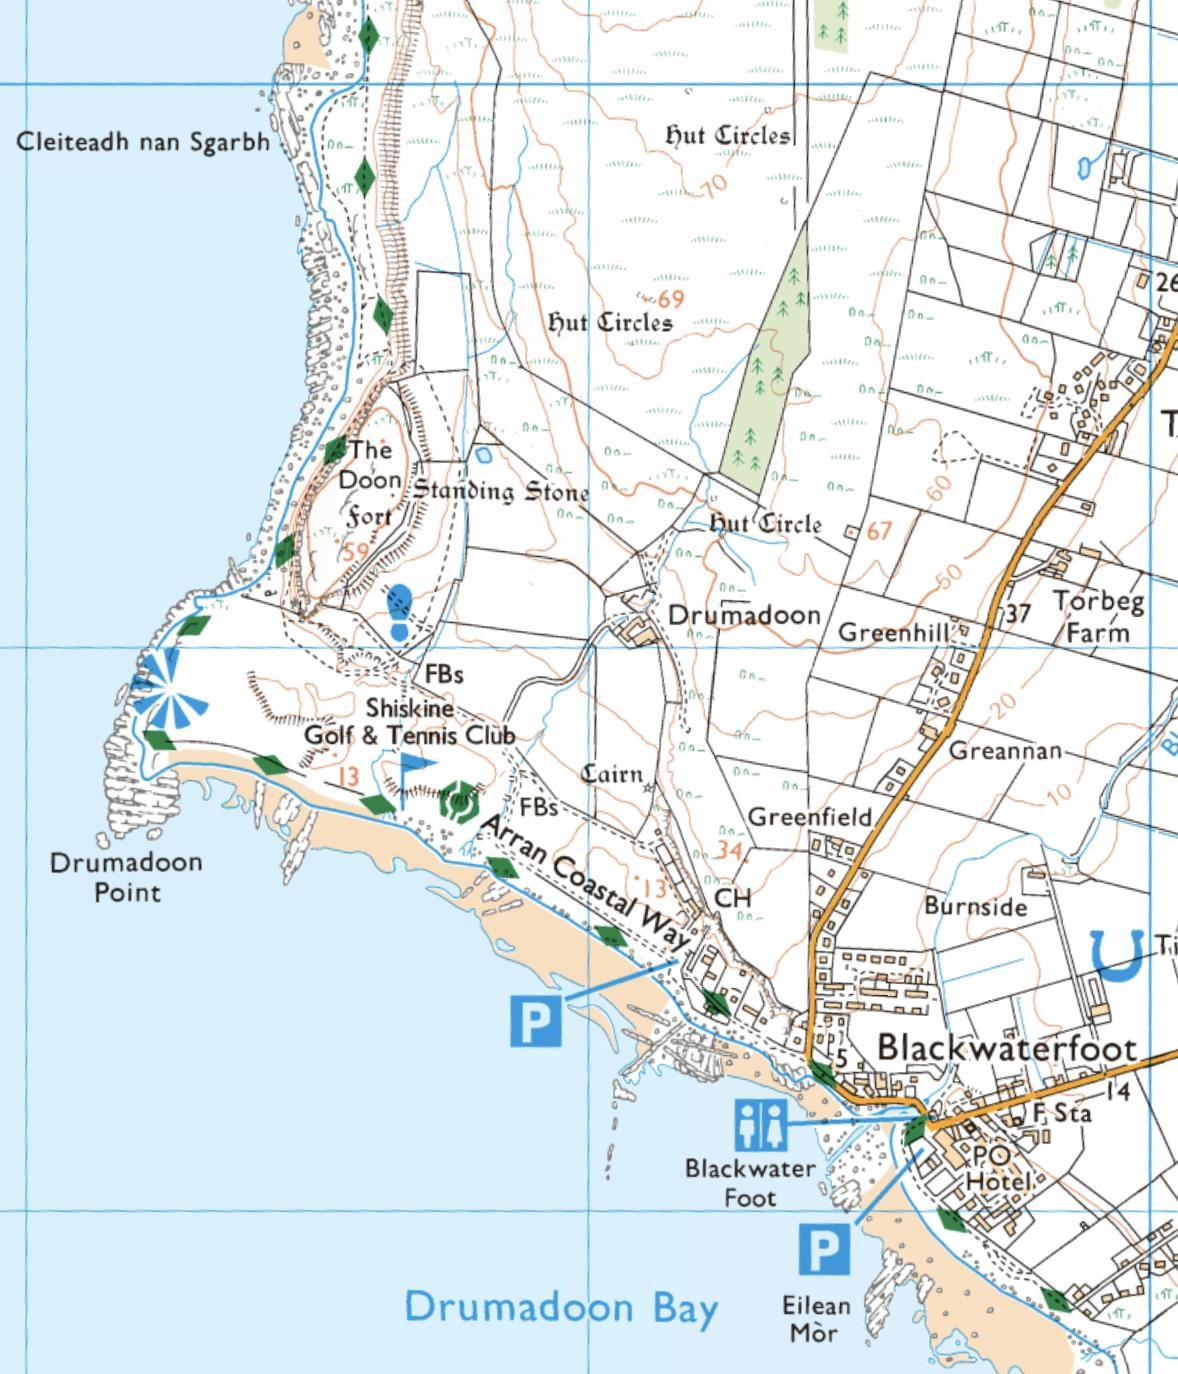 Cleiteadh nan Sgarbh
Hut Circles
70
Hut Circles
69
26
The
Doon
Fort
59
Standing Stone
Hut Circle
67
60
50
37
Torbeg
Farm
Drumadoon
Greenhill
FBs
Shiskine
Golf & Tennis Club
13
20
Greannan
10
Cairn
FBs
Greenfield
34
Arran Coastal Way
13
CH
Burnside
Drumadoon
Point
P
5
Blackwaterfoot
14
F Sta
PO
Hotel
Blackwater
Foot
P
Drumadoon Bay
Eilean
Mòr